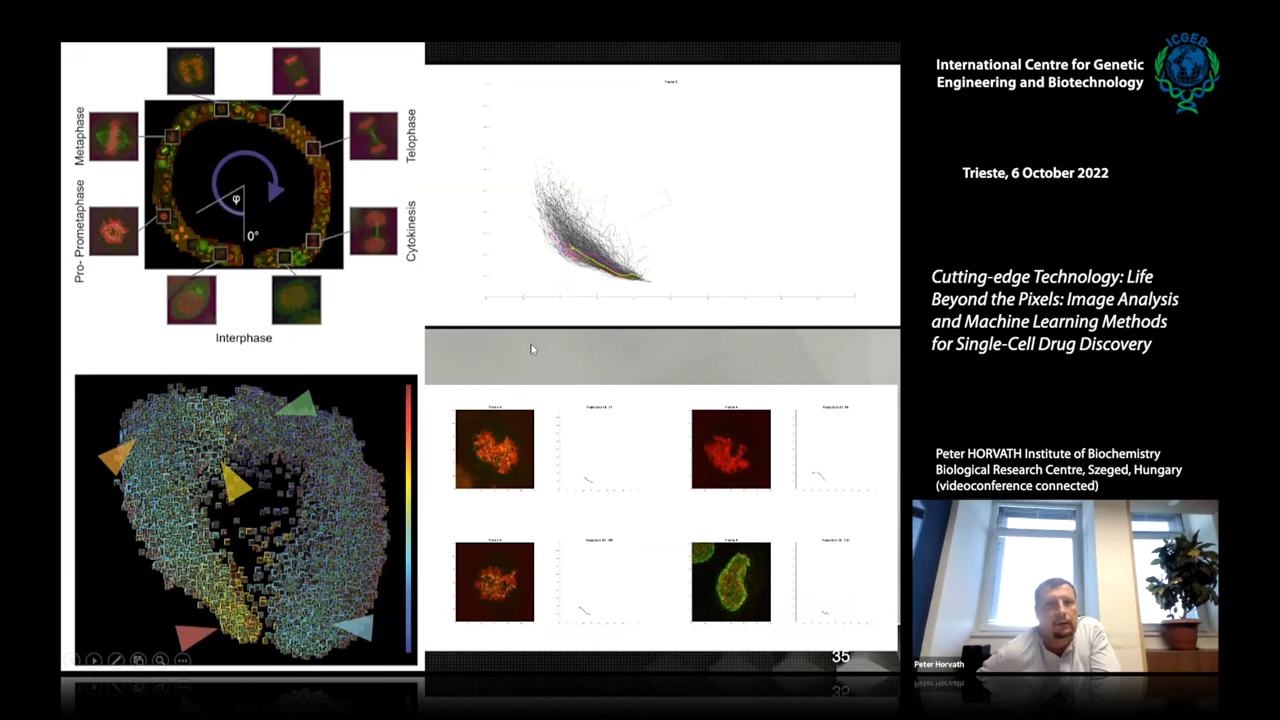 Metaphase
Pro- Prometaphase
Telophase
Cytokinesis
φ
0°
Interphase
35
International Centre for Genetic
Engineering and Biotechnology
ICGEB
Trieste, 6 October 2022
Cutting-edge Technology: Life
Beyond the Pixels: Image Analysis
and Machine Learning Methods
for Single-Cell Drug Discovery
Peter HORVATH Institute of Biochemistry
Biological Research Centre, Szeged, Hungary
(videoconference connected)
Peter Horvath